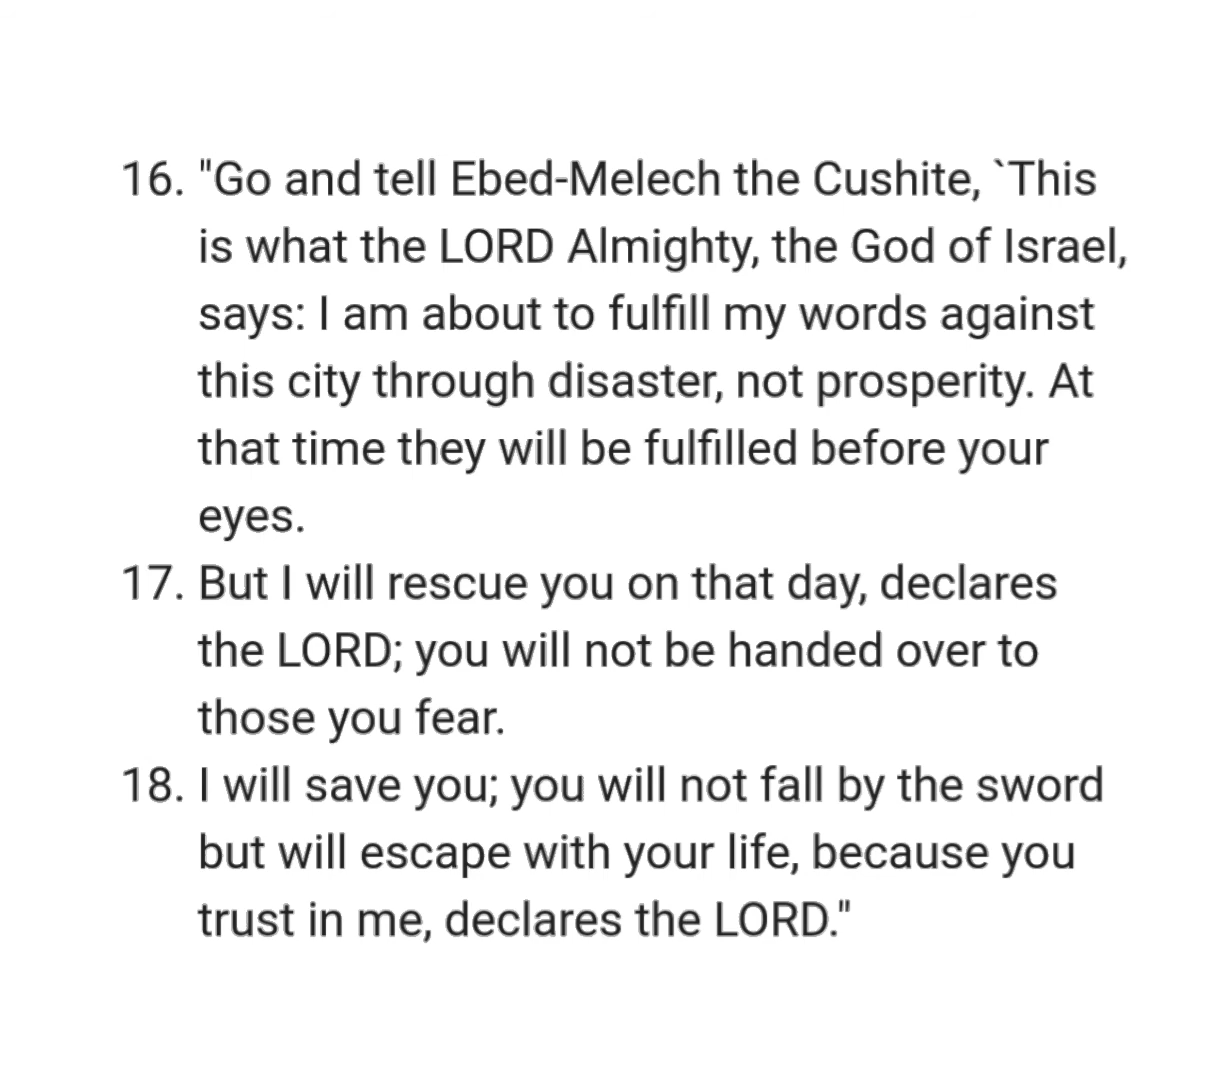 16. "Go and tell Ebed-Melech the Cushite, `This
is what the LORD Almighty, the God of Israel,
says: I am about to fulfill my words against
this city through disaster, not prosperity. At
that time they will be fulfilled before your
eyes.
17. But I will rescue you on that day, declares
the LORD; you will not be handed over to
those you fear.
18. I will save you; you will not fall by the sword
but will escape with your life, because you
trust in me, declares the LORD."